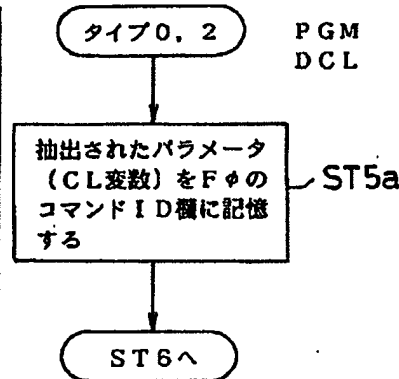 タイプ0，2
PGM
DCL
抽出されたパラメータ
（CL変数）をFφの
コマンドID欄に記憶
する
ST5a
ST6へ